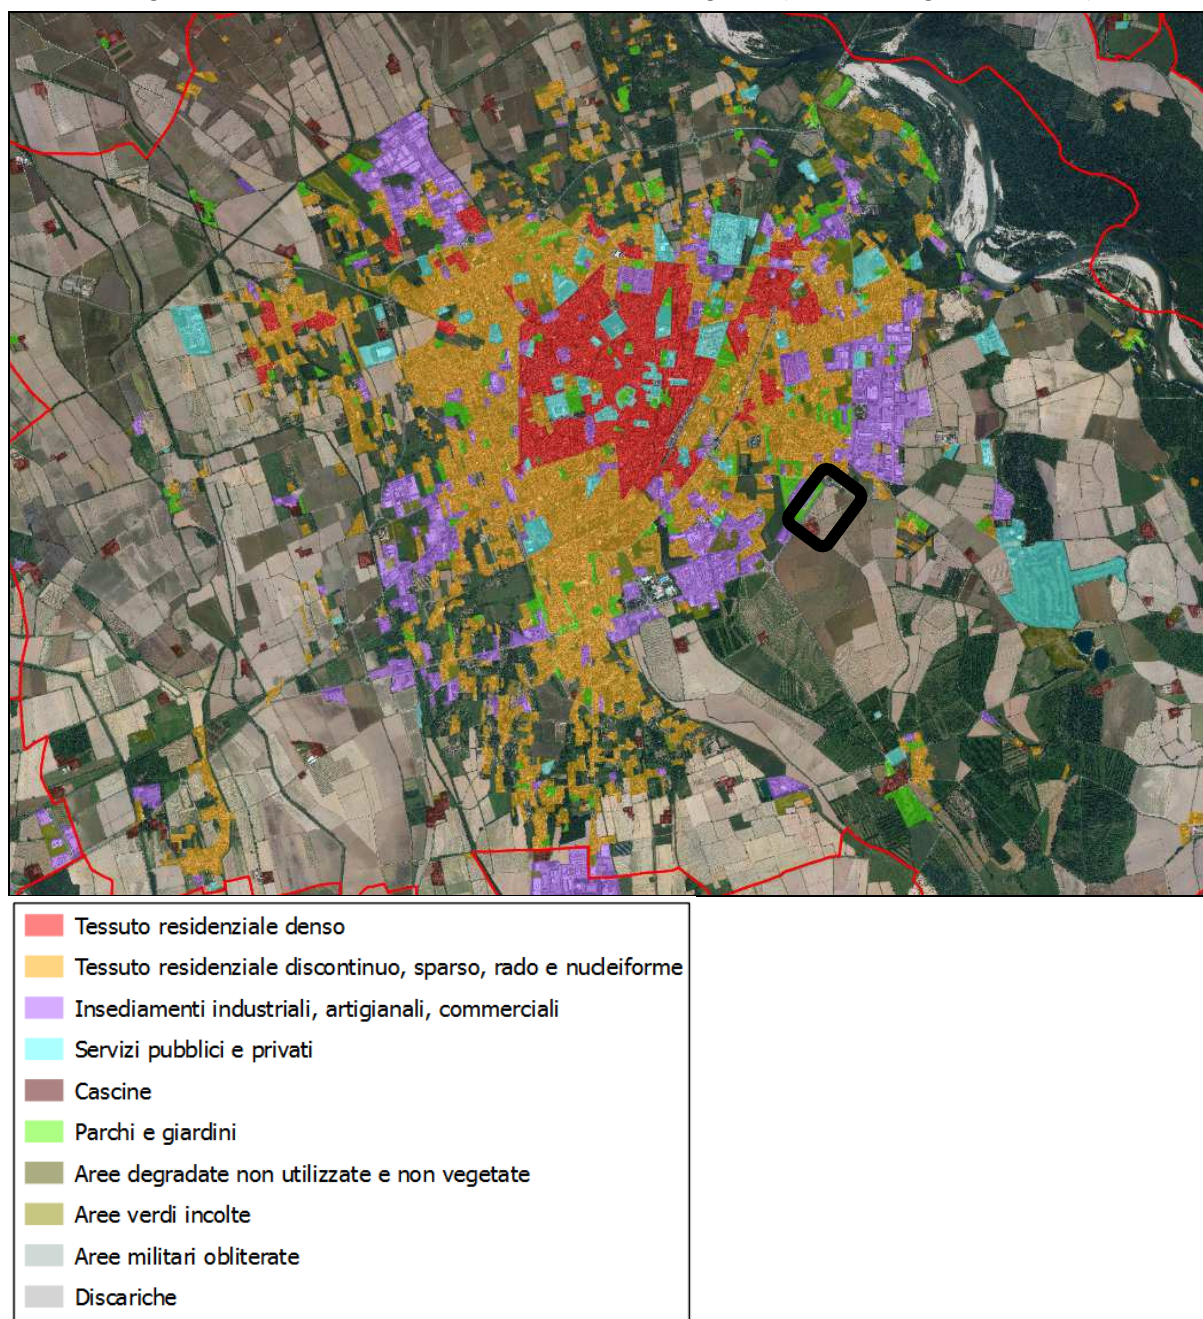 Tessuto residenziale denso
Tessuto residenziale discontinuo, sparso, rado e nucleiforme
Insediamenti industriali, artigianali, commerciali
Servizi pubblici e privati
Cascine
Parchi e giardini
Aree degradate non utilizzate e non vegetate
Aree verdi incolte
Aree militari obliterate
Discariche